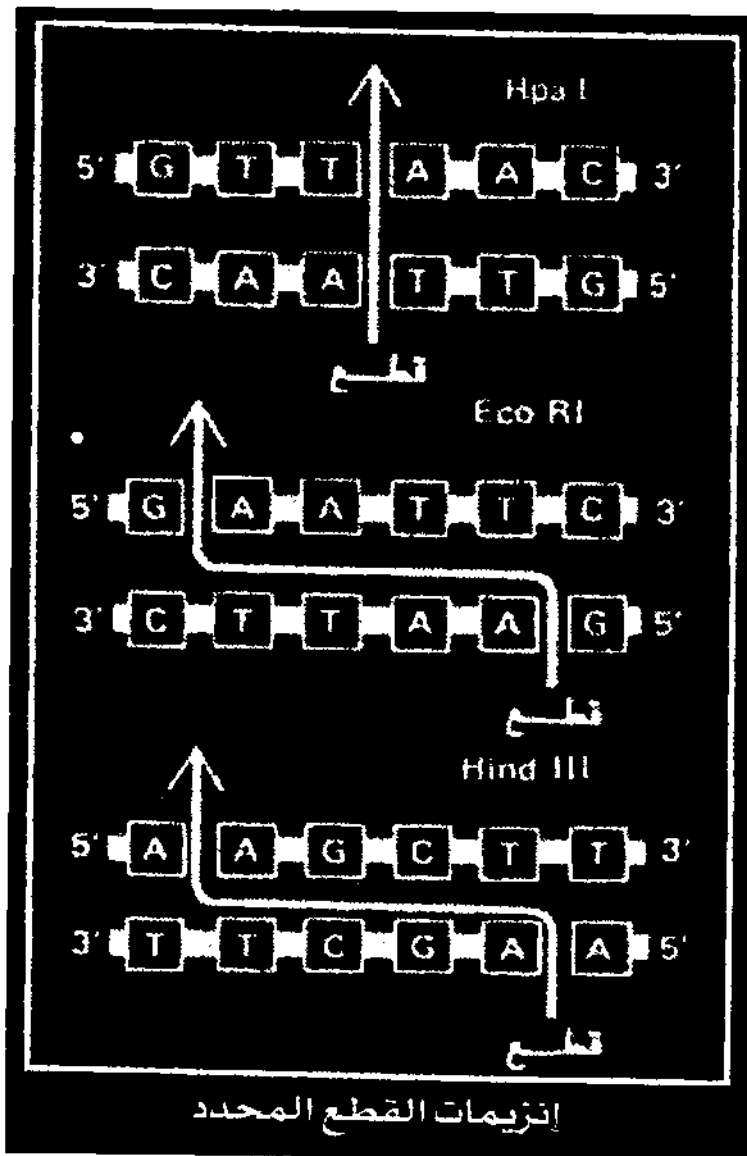 Hpa I
5' G T T A A C 3'
3' C A A T T G 5'
قطع
Eco RI
5' G A A T T C 3'
3' C T T A A G 5'
قطع
Hind III
5' A A G C T T 3'
3' T T C G A A 5'
قطع
إنزيمات القطع المحدد